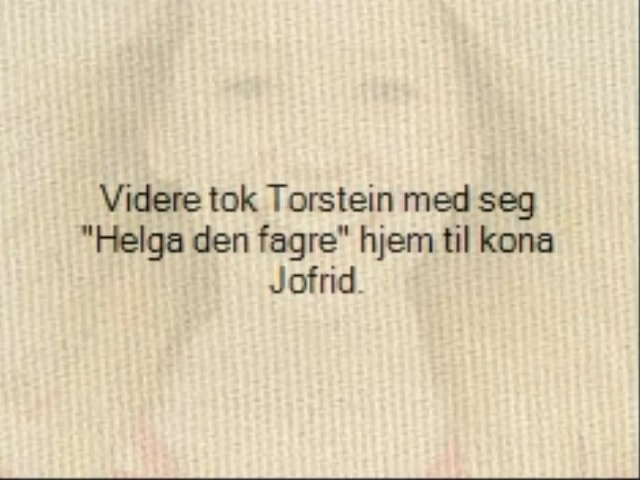 Videre tok Torstein med seg
"Helga den fagre" hjem til kona
Jofrid.